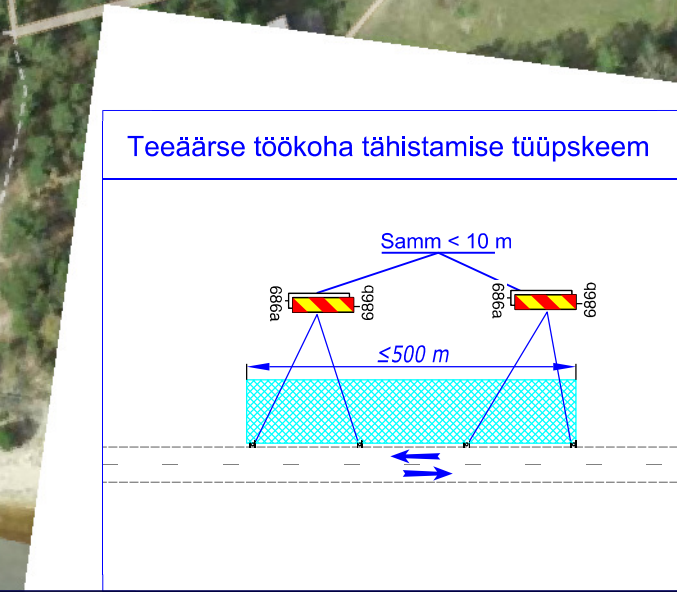 Teeäärse töökoha tähistamise tüüpskeem
Samm < 10 m
686a
686b
686a
686b
≤500 m